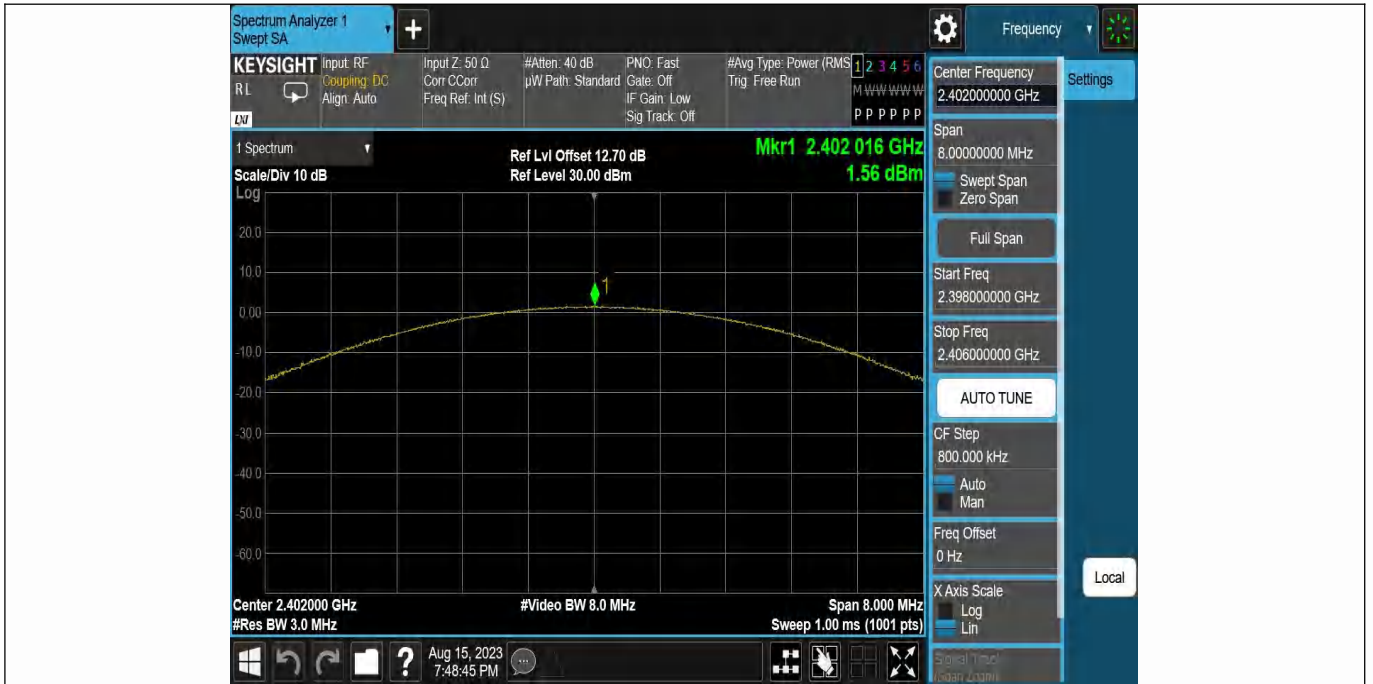 Spectrum Analyzer 1
Swept SA
+
Frequency
KEYSIGHT
RL
LXI
Input: RF
Coupling: DC
Align: Auto
Input Z: 50 Ω
Corr CCorr
Freq Ref: Int (S)
#Atten: 40 dB
µW Path: Standard
PNO: Fast
Gate: Off
IF Gain: Low
Sig Track: Off
#Avg Type: Power (RMS
Trig: Free Run
1 2 3 4 5 6
M W W W W W
P P P P P P
Center Frequency
2.402000000 GHz
Settings
1 Spectrum
Scale/Div 10 dB
Ref Lvl Offset 12.70 dB
Ref Level 30.00 dBm
Mkr1 2.402 016 GHz
1.56 dBm
Span
8.00000000 MHz
Swept Span
Zero Span
Full Span
Start Freq
2.398000000 GHz
Stop Freq
2.406000000 GHz
AUTO TUNE
CF Step
800.000 kHz
Auto
Man
Freq Offset
0 Hz
X Axis Scale
Log
Lin
Signal Track
(Span Zoom)
Local
Log
20.0
10.0
1
0.00
-10.0
-20.0
-30.0
-40.0
-50.0
-60.0
Center 2.402000 GHz
#Res BW 3.0 MHz
#Video BW 8.0 MHz
Span 8.000 MHz
Sweep 1.00 ms (1001 pts)
?
Aug 15, 2023
7:48:45 PM